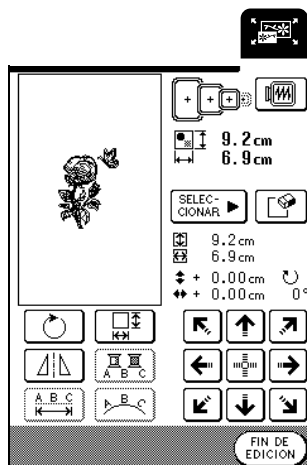 9.2cm
6.9cm
SELEC-
CIONAR
9.2cm
6.9cm
+ 0.00cm
+ 0.00cm 0°
A B C
A B C
A B C
FIN DE
EDICION